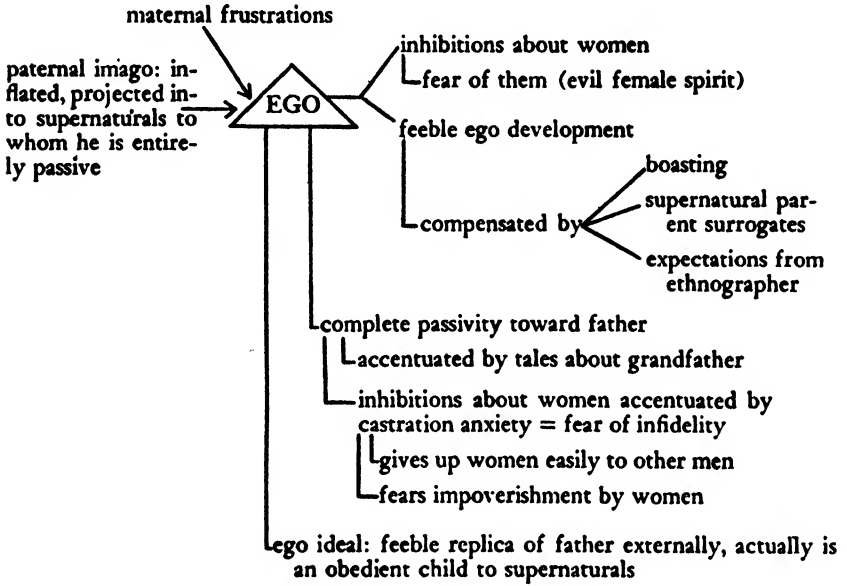 maternal frustrations
paternal imago: in-
flated, projected in-
to supernaturals to
whom he is entire-
ly passive
EGO
inhibitions about women
fear of them (evil female spirit)
feeble ego development
compensated by
boasting
supernatural par-
ent surrogates
expectations from
ethnographer
complete passivity toward father
accentuated by tales about grandfather
inhibitions about women accentuated by
castration anxiety = fear of infidelity
gives up women easily to other men
fears impoverishment by women
ego ideal: feeble replica of father externally, actually is
an obedient child to supernaturals